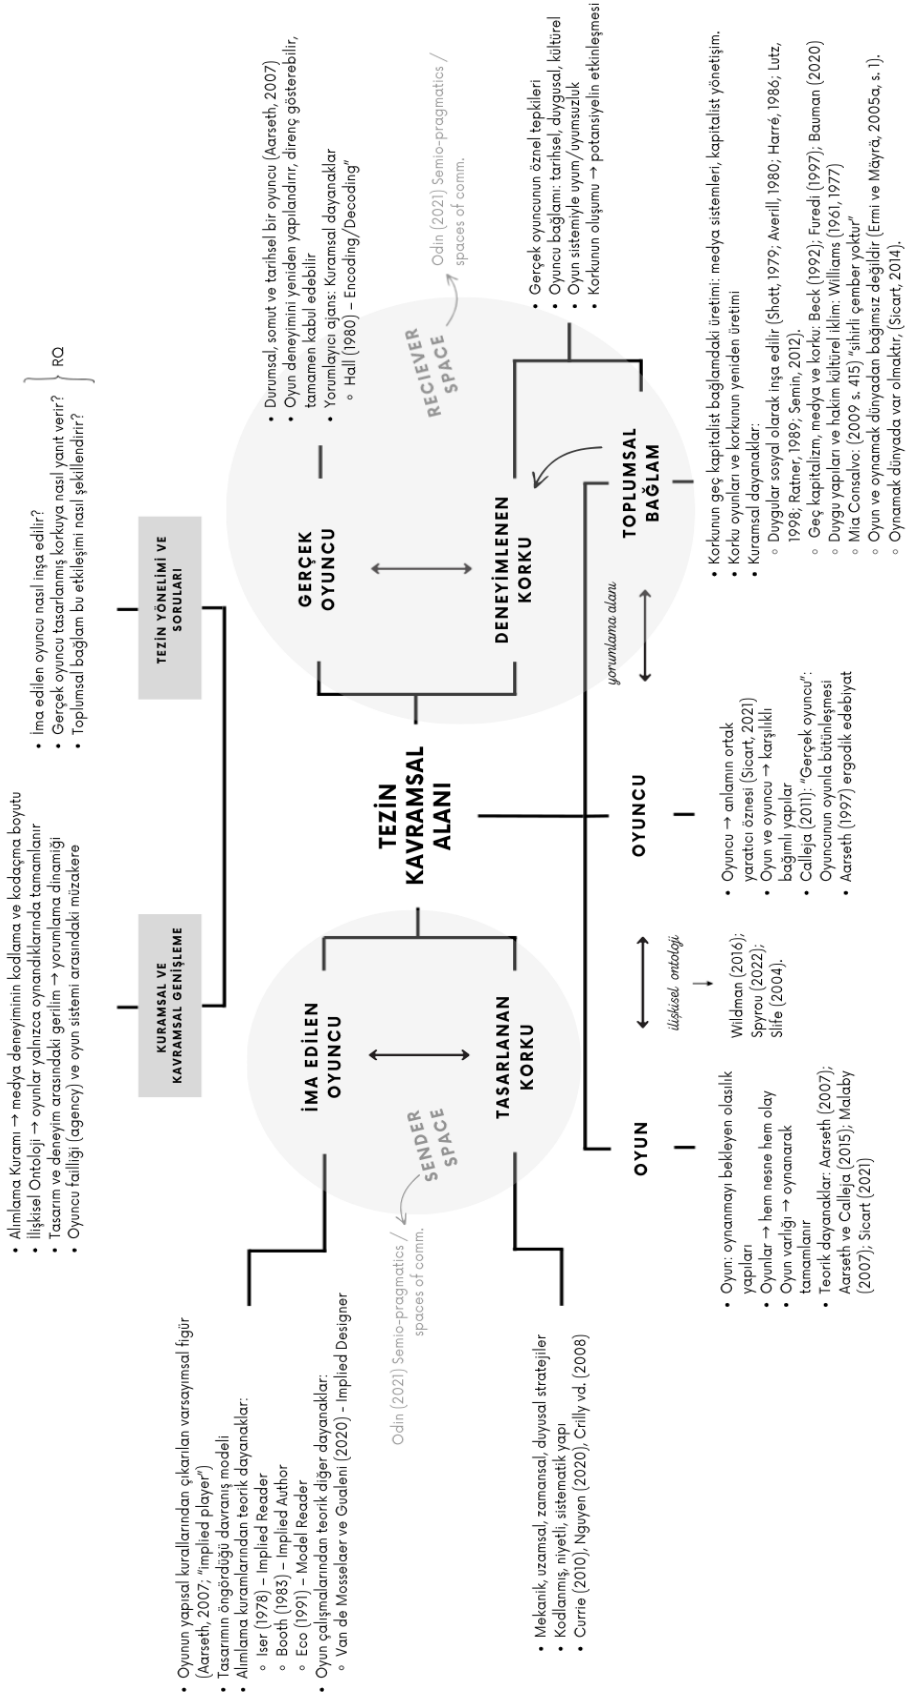 • Alımlama Kuramı → medya deneyiminin kodlama ve kodaçma boyutu
• İlişkisel Ontoloji → oyunlar yalnızca oynandıklarında tamamlanır
• Tasarım ve deneyim arasındaki gerilim → yorumlama dinamiği
• Oyuncu failliği (agency) ve oyun sistemi arasındaki müzakere
• İma edilen oyuncu nasıl inşa edilir?
• Gerçek oyuncu tasarlanmış korkuya nasıl yanıt verir?
• Toplumsal bağlam bu etkileşimi nasıl şekillendirir?
RQ
KURAMSAL VE
KAVRAMSAL GENİŞLEME
TEZİN YÖNELİMİ VE
SORULARI
• Oyunun yapısal kurallarından çıkarılan varsayımsal figür
(Aarseth, 2007; "implied player")
• Tasarımın öngördüğü davranış modeli
• Alımlama kuramlarından teorik dayanaklar:
○ Iser (1978) – Implied Reader
○ Booth (1983) – Implied Author
○ Eco (1991) – Model Reader
• Oyun çalışmalarından teorik diğer dayanaklar:
○ Van de Mosselaer ve Gualeni (2020) - Implied Designer
İMA EDİLEN
OYUNCU
GERÇEK
OYUNCU
• Durumsal, somut ve tarihsel bir oyuncu (Aarseth, 2007)
• Oyun deneyimini yeniden yapılandırır, direnç gösterebilir,
tamamen kabul edebilir
• Yorumlayıcı ajans: Kuramsal dayanaklar
○ Hall (1980) – Encoding/Decoding"
Odin (2021) Semio-pragmatics /
spaces of comm.
SENDER
SPACE
TEZİN
KAVRAMSAL
ALANI
RECIEVER
SPACE
Odin (2021) Semio-pragmatics /
spaces of comm.
TASARLANAN
KORKU
DENEYİMLENEN
KORKU
• Mekanik, uzamsal, zamansal, duyusal stratejiler
• Kodlanmış, niyetli, sistematik yapı
• Currie (2010), Nguyen (2020), Crilly vd. (2008)
• Gerçek oyuncunun öznel tepkileri
• Oyuncu bağlamı: tarihsel, duygusal, kültürel
• Oyun sistemiyle uyum/uyumsuzluk
• Korkunun oluşumu → potansiyelin etkinleşmesi
OYUN
ilişkisel ontoloji
OYUNCU
yorumlama alanı
TOPLUMSAL
BAĞLAM
• Oyun: oynanmayı bekleyen olasılık
yapıları
• Oyunlar → hem nesne hem olay
• Oyun varlığı → oynanarak
tamamlanır
• Teorik dayanaklar: Aarseth (2007);
Aarseth ve Calleja (2015); Malaby
(2007); Sicart (2021)
Wildman (2016);
Spyrou (2022);
Slife (2004).
• Oyuncu → anlamın ortak
yaratıcı öznesi (Sicart, 2021)
• Oyun ve oyuncu → karşılıklı
bağımlı yapılar
• Calleja (2011): "Gerçek oyuncu":
Oyuncunun oyunla bütünleşmesi
• Aarseth (1997) ergodik edebiyat
• Korkunun geç kapitalist bağlamdaki üretimi: medya sistemleri, kapitalist yönetişim.
• Korku oyunları ve korkunun yeniden üretimi
• Kuramsal dayanaklar:
○ Duygular sosyal olarak inşa edilir (Shott, 1979; Averill, 1980; Harré, 1986; Lutz,
1998; Ratner, 1989; Semin, 2012).
○ Geç kapitalizm, medya ve korku: Beck (1992); Furedi (1997); Bauman (2020)
○ Duygu yapıları ve hakim kültürel iklim: Williams (1961, 1977)
○ Mia Consalvo: (2009 s. 415) "sihirli çember yoktur"
○ Oyun ve oynamak dünyadan bağımsız değildir (Ermi ve Mäyrä, 2005a, s. 1).
○ Oynamak dünyada var olmaktır, (Sicart, 2014).